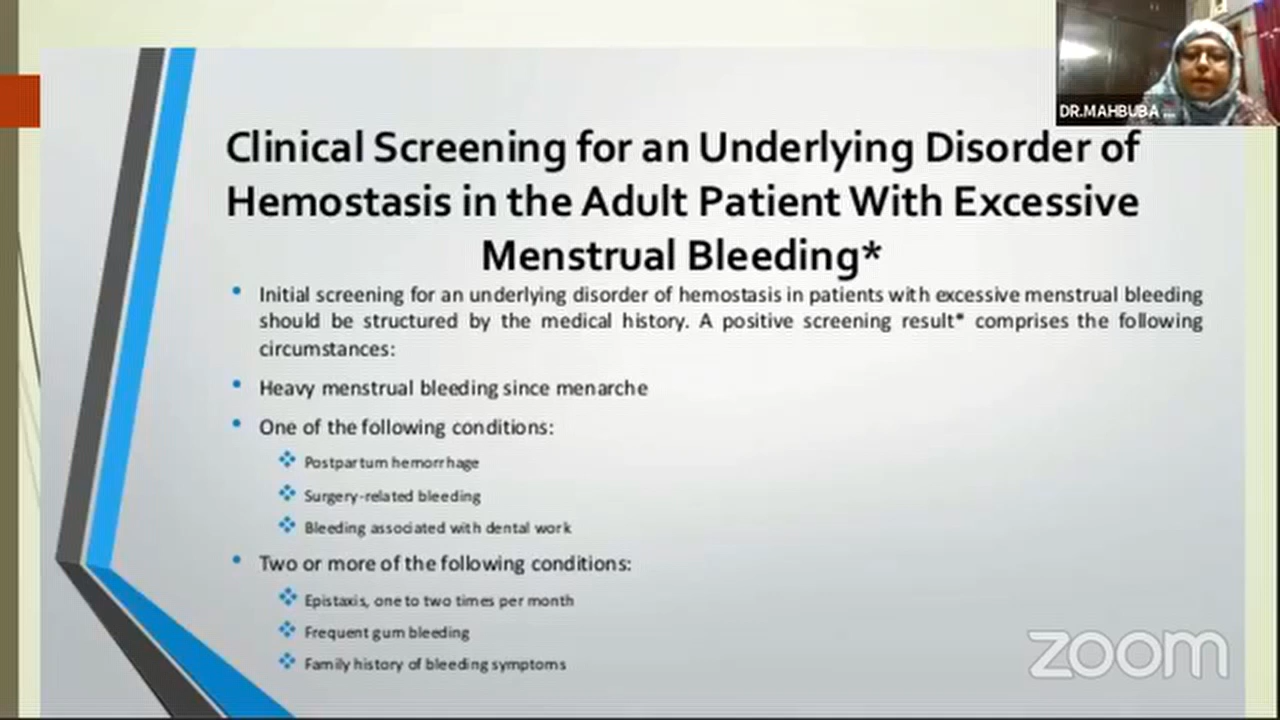 DR.MAHBUBA ...
Clinical Screening for an Underlying Disorder of
Hemostasis in the Adult Patient With Excessive
Menstrual Bleeding*
• Initial screening for an underlying disorder of hemostasis in patients with excessive menstrual bleeding
should be structured by the medical history. A positive screening result* comprises the following
circumstances:
• Heavy menstrual bleeding since menarche
• One of the following conditions:
❖ Postpartum hemorrhage
❖ Surgery-related bleeding
❖ Bleeding associated with dental work
• Two or more of the following conditions:
❖ Epistaxis, one to two times per month
❖ Frequent gum bleeding
❖ Family history of bleeding symptoms
zoom